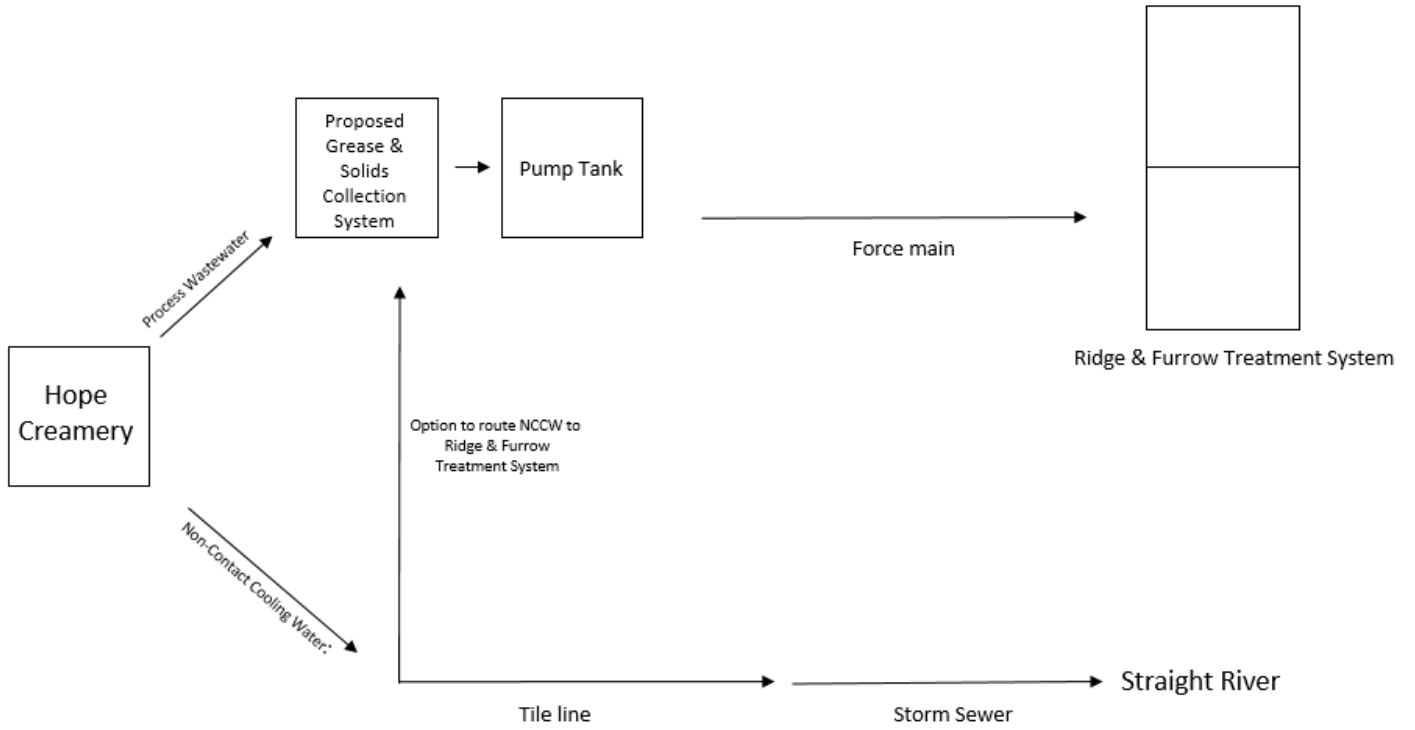 Proposed
Grease &
Solids
Collection
System
Pump Tank
Force main
Ridge & Furrow Treatment System
Process Wastewater
Hope
Creamery
Non-Contact Cooling Water:
Option to route NCCW to
Ridge & Furrow
Treatment System
Tile line
Storm Sewer
Straight River